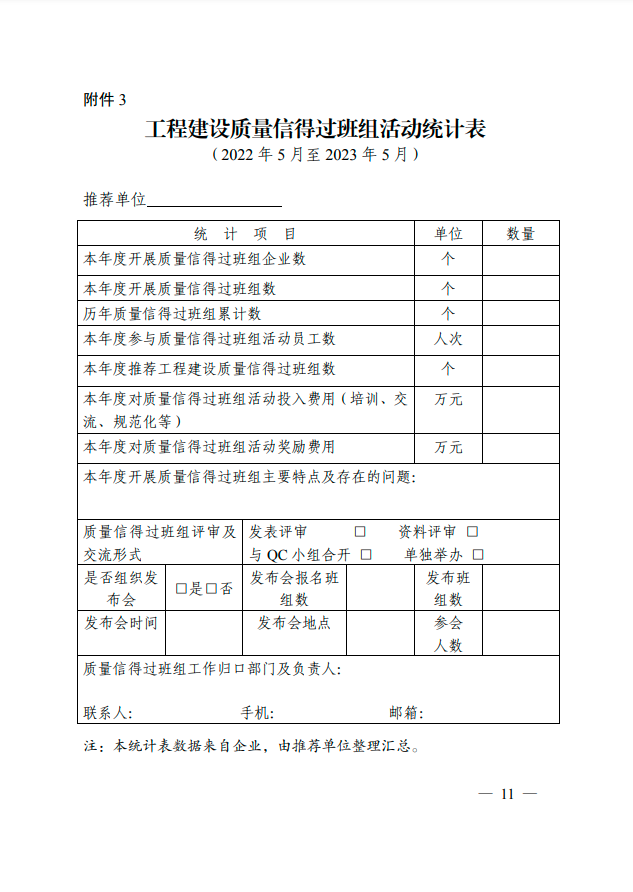 附件 3
工程建设质量信得过班组活动统计表
（2022 年 5 月至 2023 年 5 月）
推荐单位
统 计 项 目 单位 数量
本年度开展质量信得过班组企业数 个
本年度开展质量信得过班组数 个
历年质量信得过班组累计数 个
本年度参与质量信得过班组活动员工数 人次
本年度推荐工程建设质量信得过班组数 个
本年度对质量信得过班组活动投入费用（培训、交 万元
流、规范化等）
本年度对质量信得过班组活动奖励费用 万元
本年度开展质量信得过班组主要特点及存在的问题：
质量信得过班组评审及 发表评审 □ 资料评审 □
交流形式 与 QC 小组合开 □ 单独举办 □
是否组织发 □是□否 发布会报名班 发布班
布会 组数 组数
发布会时间 发布会地点 参会
人数
质量信得过班组工作归口部门及负责人：
联系人： 手机： 邮箱：
注：本统计表数据来自企业，由推荐单位整理汇总。
— 11 —